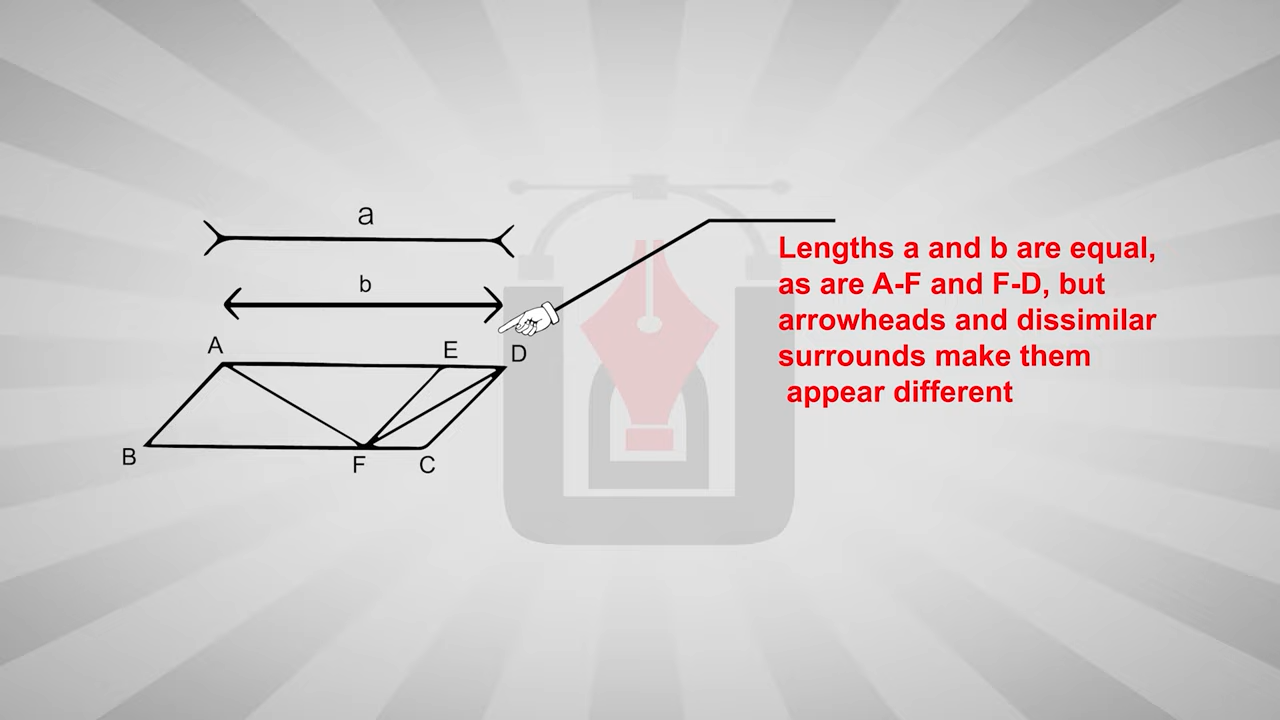 a
b
A
E
D
B
F
C
Lengths a and b are equal,
as are A-F and F-D, but
arrowheads and dissimilar
surrounds make them
appear different